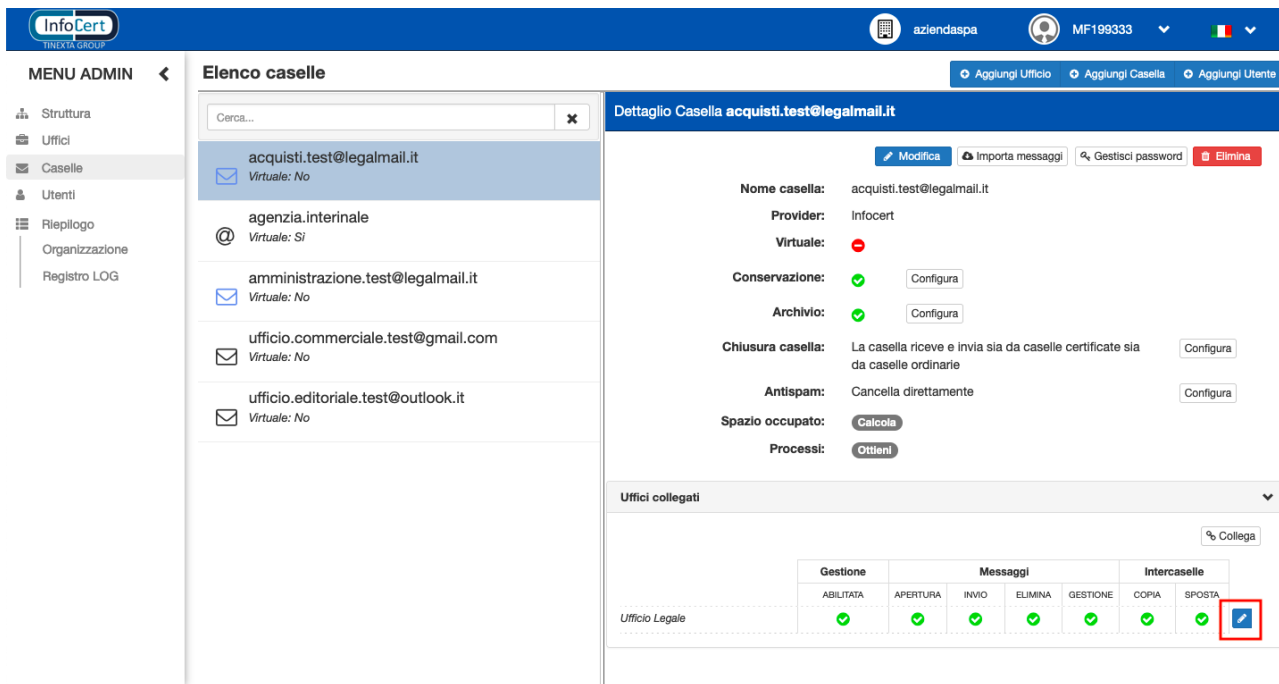 InfoCert
TINEXTA GROUP
aziendaspa
MF199333
MENU ADMIN
Elenco caselle
Aggiungi Ufficio
Aggiungi Casella
Aggiungi Utente
Struttura
Uffici
Caselle
Utenti
Riepilogo
Organizzazione
Registro LOG
Cerca...
acquisti.test@legalmail.it
Virtuale: No
agenzia.interinale
Virtuale: Sì
amministrazione.test@legalmail.it
Virtuale: No
ufficio.commerciale.test@gmail.com
Virtuale: No
ufficio.editoriale.test@outlook.it
Virtuale: No
Dettaglio Casella acquisti.test@legalmail.it
Modifica
Importa messaggi
Gestisci password
Elimina
Nome casella: acquisti.test@legalmail.it
Provider: Infocert
Virtuale:
Conservazione: Configura
Archivio: Configura
Chiusura casella: La casella riceve e invia sia da caselle certificate sia
da caselle ordinarie
Configura
Antispam: Cancella direttamente Configura
Spazio occupato: Calcola
Processi: Ottieni
Uffici collegati
Collega
Gestione Messaggi Intercaselle
ABILITATA APERTURA INVIO ELIMINA GESTIONE COPIA SPOSTA
Ufficio Legale